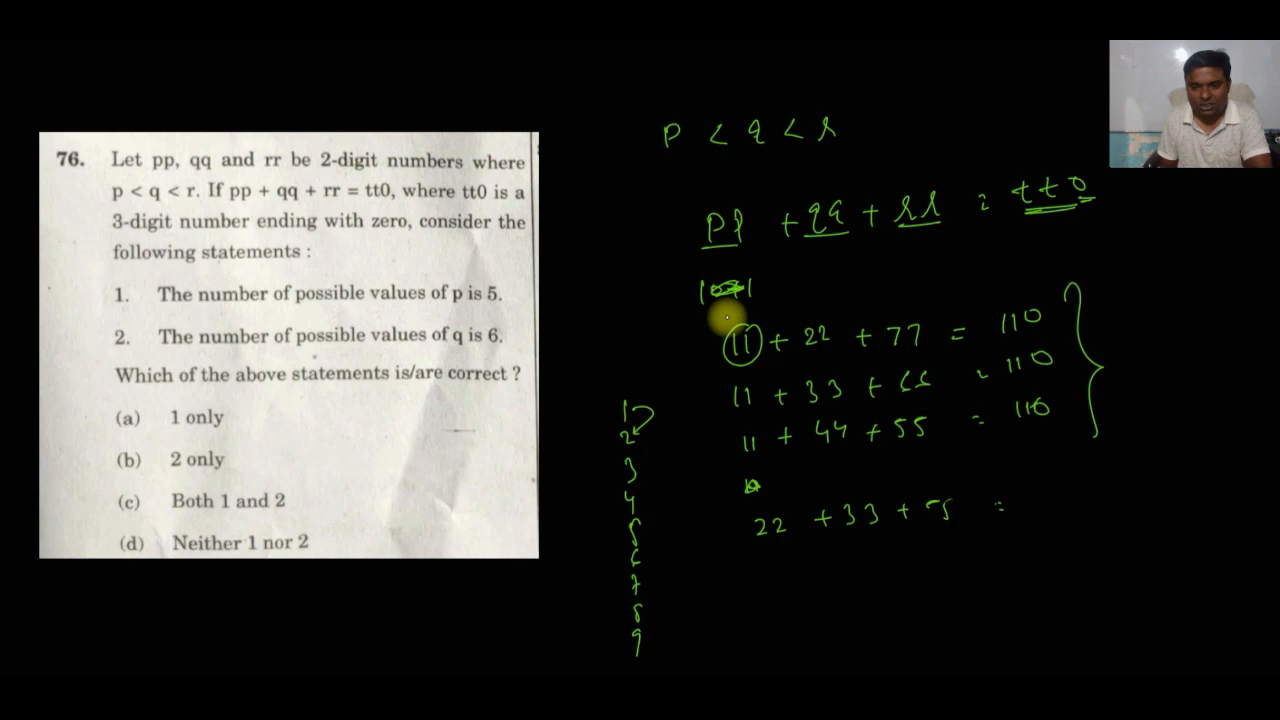 76. Let pp, qq and rr be 2-digit numbers where
p < q < r. If pp + qq + rr = tt0, where tt0 is a
3-digit number ending with zero, consider the
following statements :
1. The number of possible values of p is 5.
2. The number of possible values of q is 6.
Which of the above statements is/are correct ?
(a) 1 only
(b) 2 only
(c) Both 1 and 2
(d) Neither 1 nor 2
P < q < r
PP + qq + rr = tt0
11 + 22 + 77 = 110
11 + 33 + 66 = 110
11 + 44 + 55 = 110
22 + 33 + 5 =
1
2
3
4
5
6
7
8
9